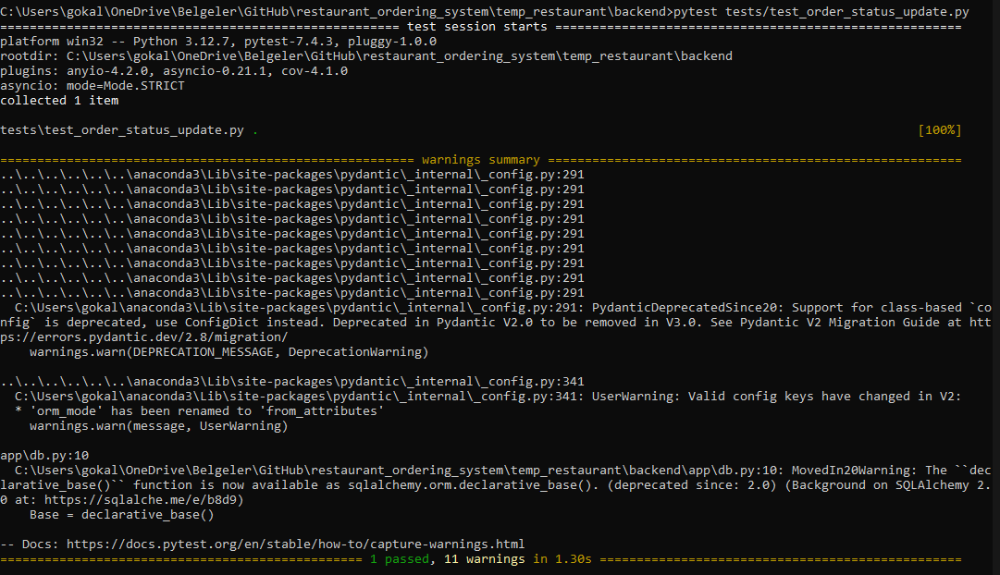 C:\Users\gokal\OneDrive\Belgeler\GitHub\restaurant_ordering_system\temp_restaurant\backend>pytest tests/test_order_status_update.py
====================================================== test session starts =======================================================
platform win32 -- Python 3.12.7, pytest-7.4.3, pluggy-1.0.0
rootdir: C:\Users\gokal\OneDrive\Belgeler\GitHub\restaurant_ordering_system\temp_restaurant\backend
plugins: anyio-4.2.0, asyncio-0.21.1, cov-4.1.0
asyncio: mode=Mode.STRICT
collected 1 item
tests\test_order_status_update.py . [100%]
======================================================== warnings summary ========================================================
..\..\..\..\..\..\anaconda3\Lib\site-packages\pydantic\_internal\_config.py:291
..\..\..\..\..\..\anaconda3\Lib\site-packages\pydantic\_internal\_config.py:291
..\..\..\..\..\..\anaconda3\Lib\site-packages\pydantic\_internal\_config.py:291
..\..\..\..\..\..\anaconda3\Lib\site-packages\pydantic\_internal\_config.py:291
..\..\..\..\..\..\anaconda3\Lib\site-packages\pydantic\_internal\_config.py:291
..\..\..\..\..\..\anaconda3\Lib\site-packages\pydantic\_internal\_config.py:291
..\..\..\..\..\..\anaconda3\Lib\site-packages\pydantic\_internal\_config.py:291
..\..\..\..\..\..\anaconda3\Lib\site-packages\pydantic\_internal\_config.py:291
..\..\..\..\..\..\anaconda3\Lib\site-packages\pydantic\_internal\_config.py:291
  C:\Users\gokal\anaconda3\Lib\site-packages\pydantic\_internal\_config.py:291: PydanticDeprecatedSince20: Support for class-based `co
nfig` is deprecated, use ConfigDict instead. Deprecated in Pydantic V2.0 to be removed in V3.0. See Pydantic V2 Migration Guide at htt
ps://errors.pydantic.dev/2.8/migration/
    warnings.warn(DEPRECATION_MESSAGE, DeprecationWarning)
..\..\..\..\..\..\anaconda3\Lib\site-packages\pydantic\_internal\_config.py:341
  C:\Users\gokal\anaconda3\Lib\site-packages\pydantic\_internal\_config.py:341: UserWarning: Valid config keys have changed in V2:
  * 'orm_mode' has been renamed to 'from_attributes'
    warnings.warn(message, UserWarning)
app\db.py:10
  C:\Users\gokal\OneDrive\Belgeler\GitHub\restaurant_ordering_system\temp_restaurant\backend\app\db.py:10: MovedIn20Warning: The ``dec
larative_base()`` function is now available as sqlalchemy.orm.declarative_base(). (deprecated since: 2.0) (Background on SQLAlchemy 2.
0 at: https://sqlalche.me/e/b8d9)
    Base = declarative_base()
-- Docs: https://docs.pytest.org/en/stable/how-to/capture-warnings.html
================================================= 1 passed, 11 warnings in 1.30s =================================================